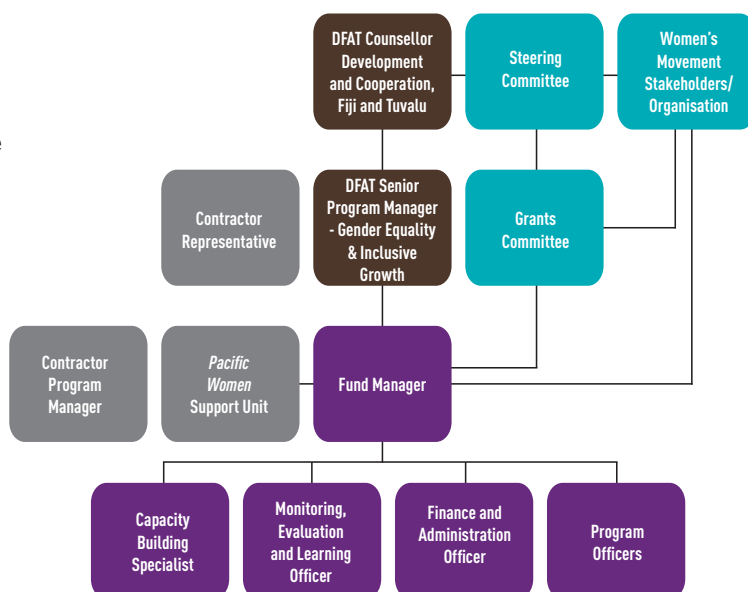 DFAT Counsellor
Development
and Cooperation,
Fiji and Tuvalu
Steering
Committee
Women's
Movement
Stakeholders/
Organisation
e
Contractor
Representative
DFAT Senior
Program Manager
- Gender Equality
& Inclusive
Growth
Grants
Committee
Contractor
Program
Manager
Pacific
Women
Support Unit
Fund Manager
Capacity
Building
Specialist
Monitoring,
Evaluation
and Learning
Officer
Finance and
Administration
Officer
Program
Officers